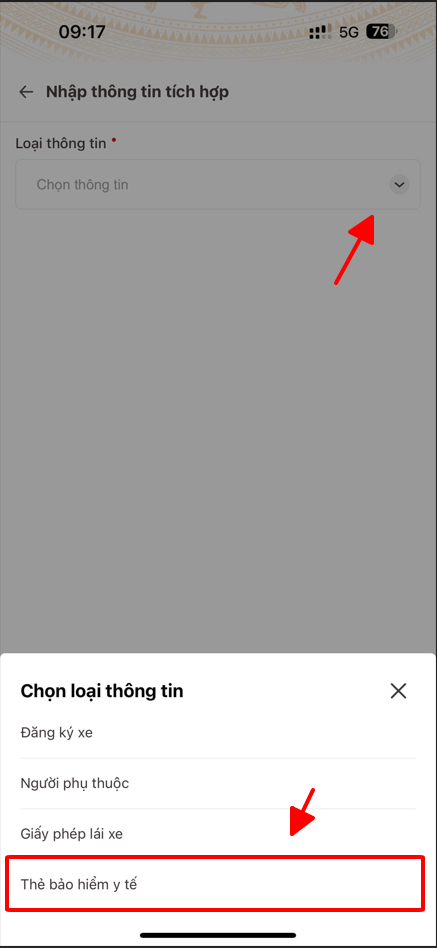 09:17 5G 76
Nhập thông tin tích hợp
Loại thông tin *
Chọn thông tin
Chọn loại thông tin
Đăng ký xe
Người phụ thuộc
Giấy phép lái xe
Thẻ bảo hiểm y tế